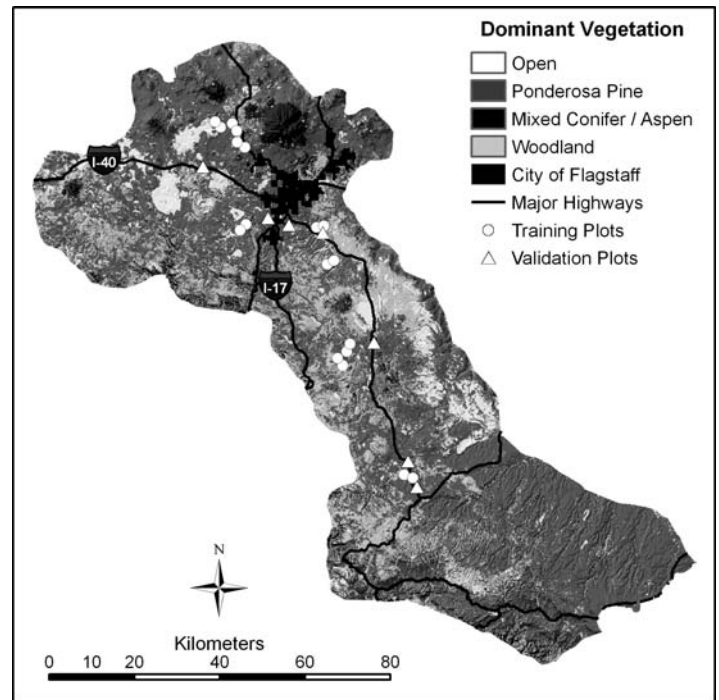 Dominant Vegetation
Open
Ponderosa Pine
Mixed Conifer / Aspen
Woodland
City of Flagstaff
Major Highways
Training Plots
Validation Plots
I-40
I-17
N
Kilometers
0 10 20 40 60 80